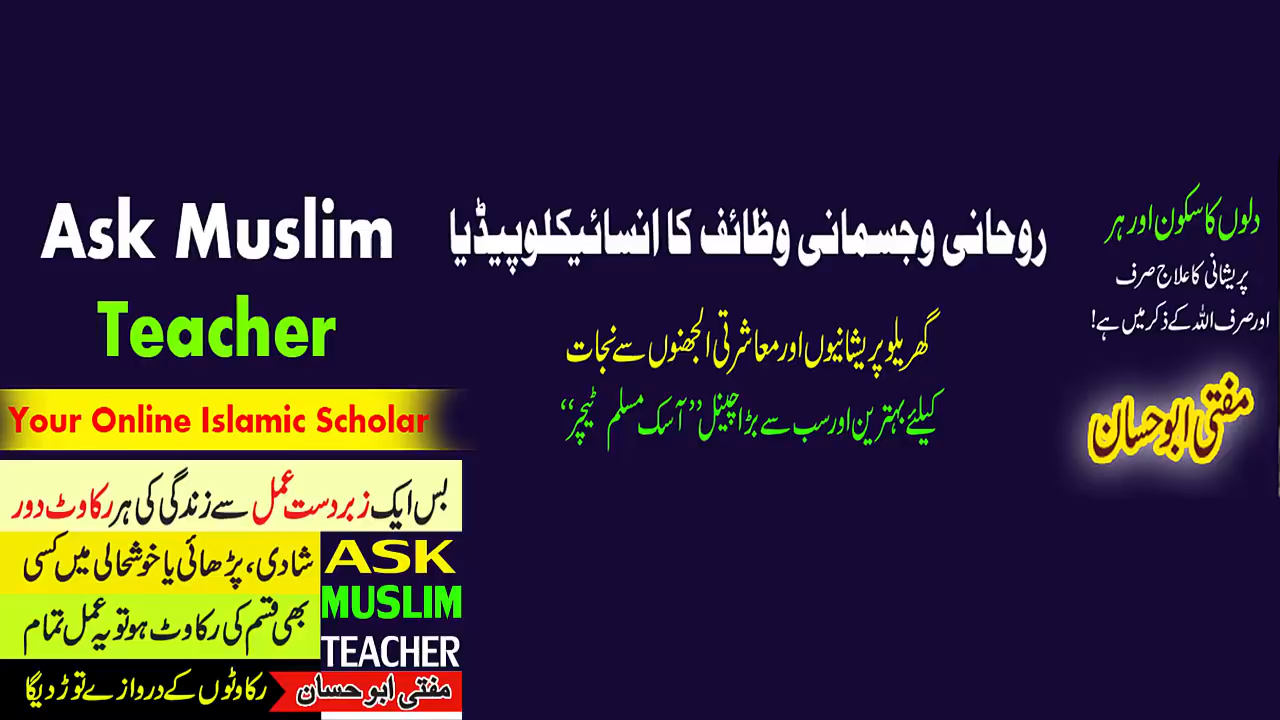 Ask Muslim
Teacher
Your Online Islamic Scholar
روحانی وجسمانی وظائف کا انسائیکلوپیڈیا
گھریلو پریشانیوں اور معاشرتی الجھنوں سے نجات
کیلئے بہترین اور سب سے بڑا چینل ”آسک مسلم ٹیچر“
دلوں کا سکون اور ہر
پریشانی کا علاج صرف
اور صرف اللہ کے ذکر میں ہے!
مفتی ابو حسان
بس ایک زبردست عمل سے زندگی کی ہر رکاوٹ دور
شادی، پڑھائی یا خوشحالی میں کسی
بھی قسم کی رکاوٹ ہو تو یہ عمل تمام
رکاوٹوں کے دروازے توڑ دیگا
ASK
MUSLIM
TEACHER
مفتی ابو حسان